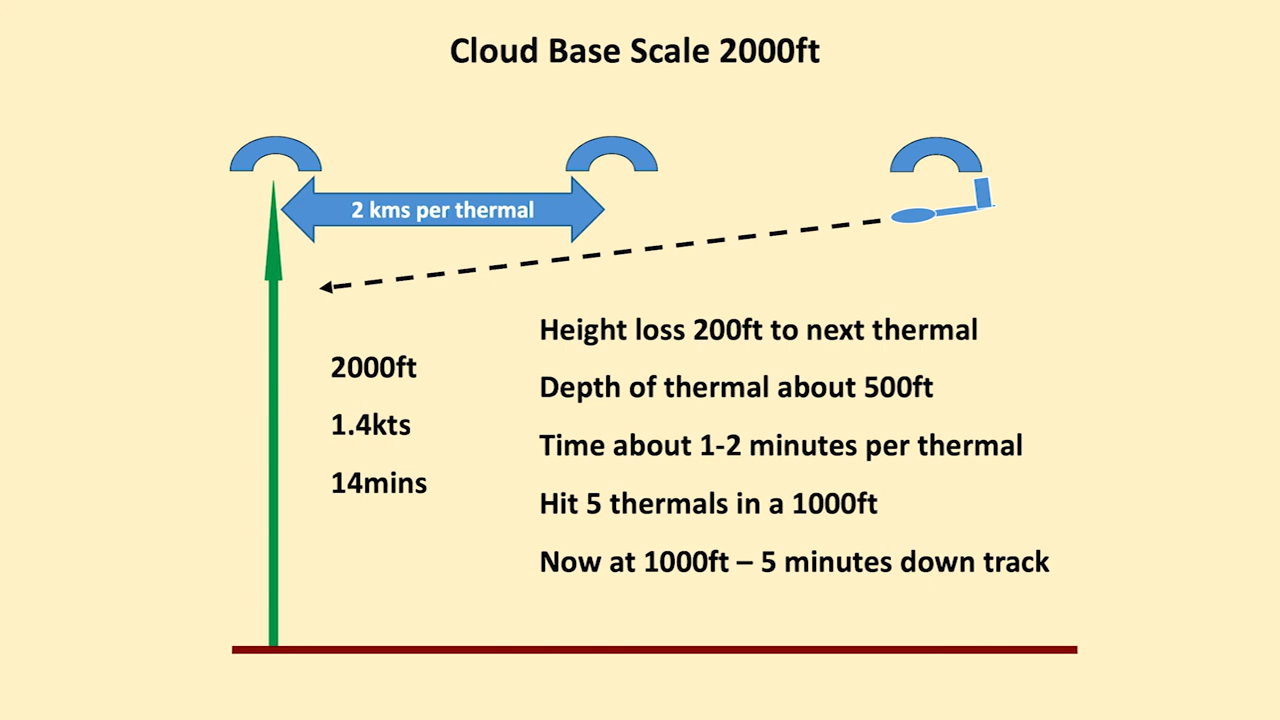 Cloud Base Scale 2000ft
2 kms per thermal
2000ft
1.4kts
14mins
Height loss 200ft to next thermal
Depth of thermal about 500ft
Time about 1-2 minutes per thermal
Hit 5 thermals in a 1000ft
Now at 1000ft – 5 minutes down track